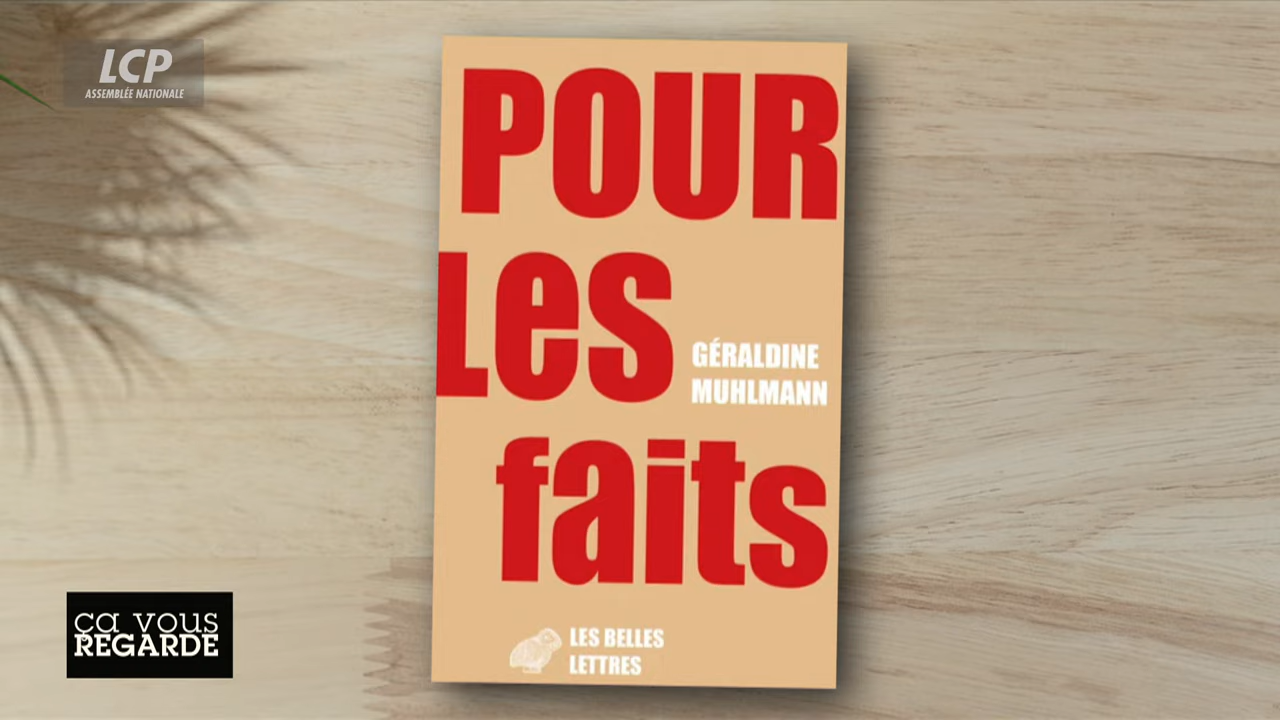 LCP
ASSEMBLÉE NATIONALE
POUR
Les
GÉRALDINE
MUHLMANN
faits
LES BELLES
LETTRES
ça vous
REGARDE